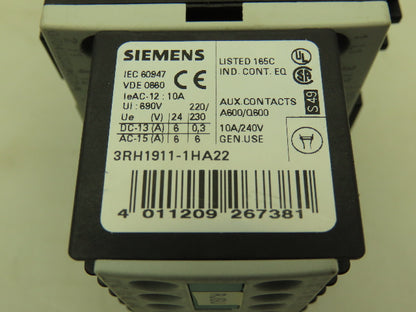 SIEMENS
LISTED 165C
IND. CONT. EQ.
UL
IEC 60947
VDE 0660
CE
IeAC-12: 10A
Ui: 690V 220/
Ue (V) 24 230
DC-13 (A) 6 0,3
AC-15 (A) 6 6
AUX.CONTACTS
A600/Q600
10A/240V
GEN.USE
S49
3RH1911-1HA22
4 011209 267381